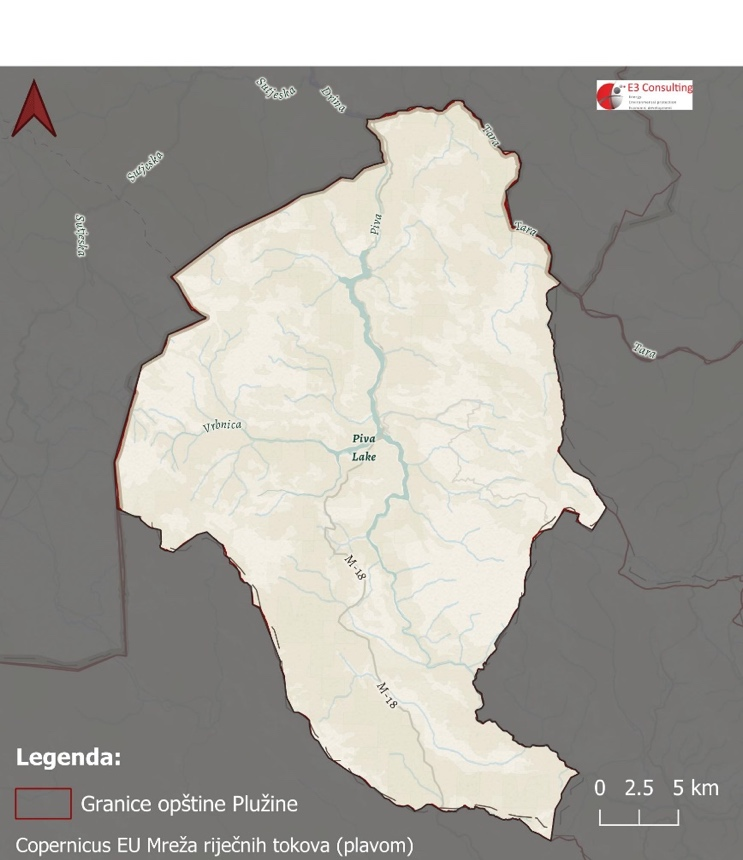 Sutjeska
Drina
E3 Consulting
Tara
Sutjeska
Sutjeska
Piva
Tara
Tara
Vrbnica
Piva
Lake
M-18
M-18
Legenda:
Granice opštine Plužine
0 2.5 5 km
Copernicus EU Mreža riječnih tokova (plavom)